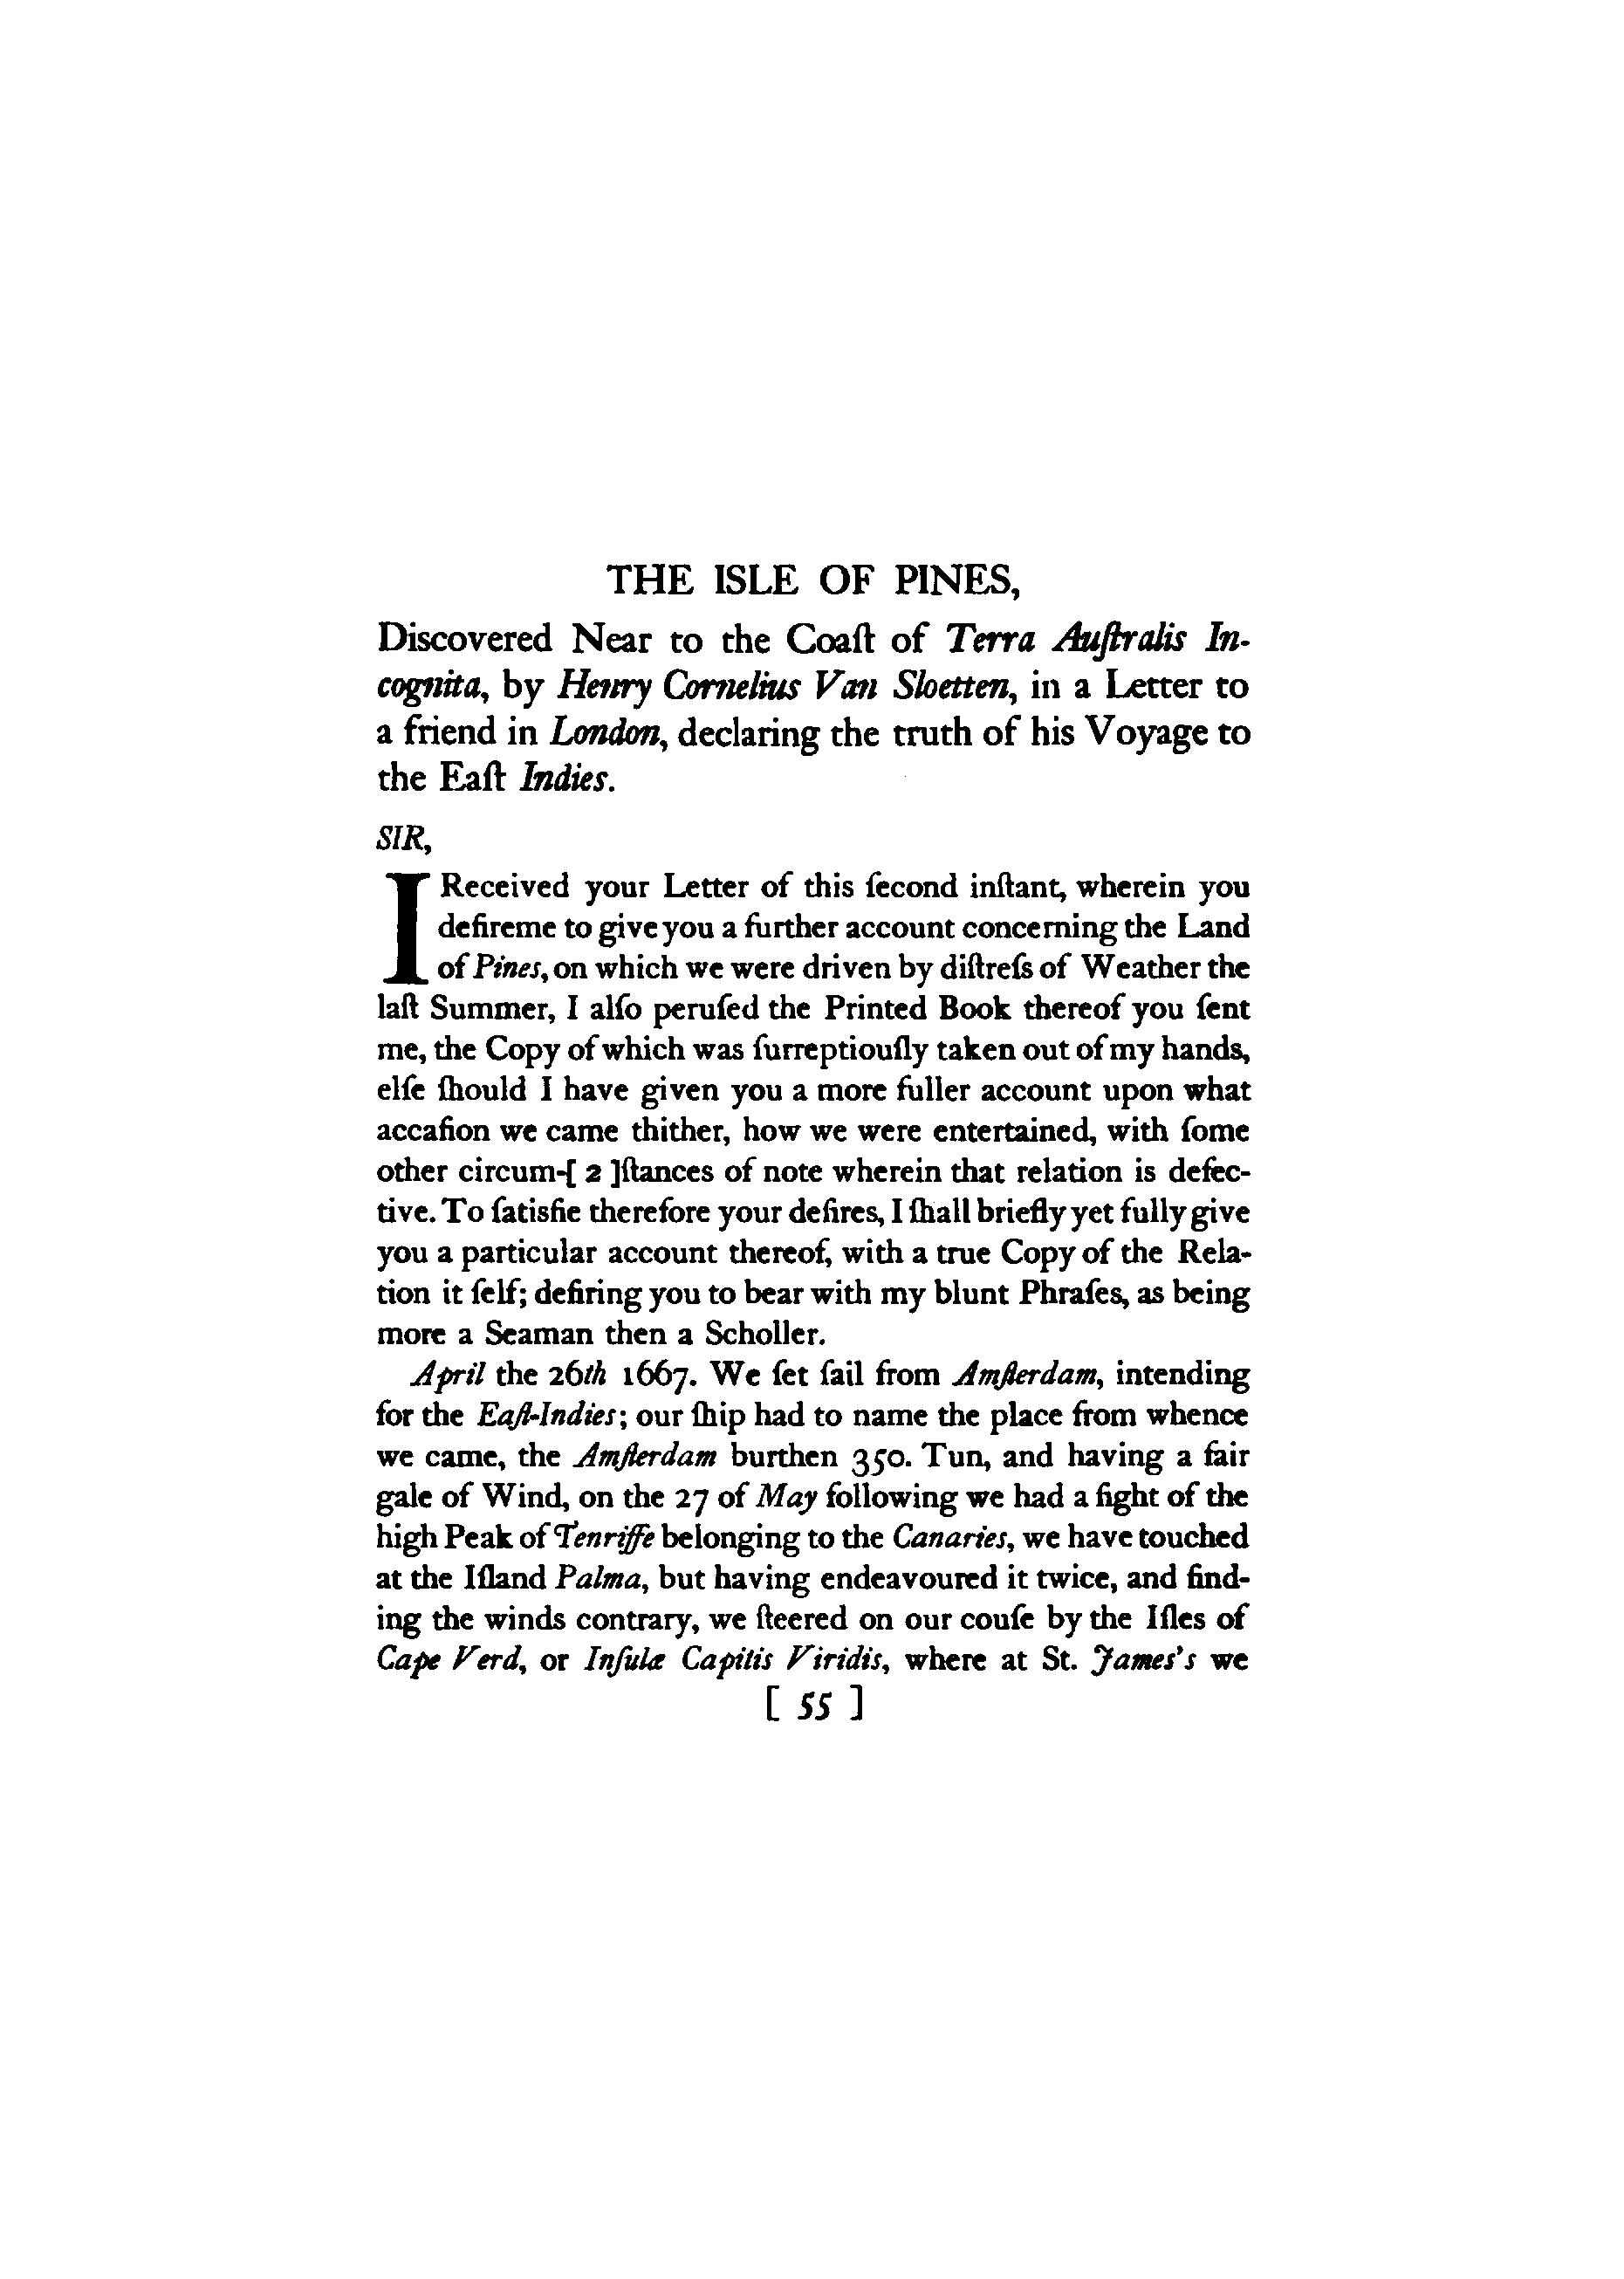 THE ISLE OF PINES,
Discovered Near to the Coaſt of Terra Auſtralis In-
cognita, by Henry Cornelius Van Sloetten, in a Letter to
a friend in London, declaring the truth of his Voyage to
the Eaſt Indies.
SIR,
I Received your Letter of this ſecond inſtant, wherein you
deſireme to give you a further account concerning the Land
of Pines, on which we were driven by diſtreſs of Weather the
laſt Summer, I alſo peruſed the Printed Book thereof you ſent
me, the Copy of which was ſurreptiouſly taken out of my hands,
elſe ſhould I have given you a more fuller account upon what
accaſion we came thither, how we were entertained, with ſome
other circum-[ 2 ]ſtances of note wherein that relation is defec-
tive. To ſatisfie therefore your deſires, I ſhall briefly yet fully give
you a particular account thereof, with a true Copy of the Rela-
tion it ſelf; deſiring you to bear with my blunt Phraſes, as being
more a Seaman then a Scholler.
April the 26th 1667. We ſet ſail from Amſterdam, intending
for the Eaſt-Indies; our ſhip had to name the place from whence
we came, the Amſterdam burthen 350. Tun, and having a fair
gale of Wind, on the 27 of May following we had a ſight of the
high Peak of Tenriffe belonging to the Canaries, we have touched
at the Iſland Palma, but having endeavoured it twice, and find-
ing the winds contrary, we ſteered on our couſe by the Iſles of
Cape Verd, or Inſulæ Capitis Viridis, where at St. James's we
[ 55 ]